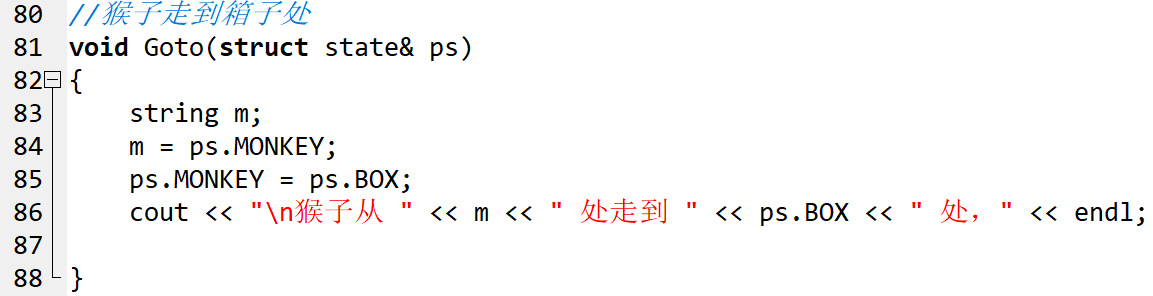 80 //猴子走到箱子处
81 void Goto(struct state& ps)
82 {
83 string m;
84 m = ps.MONKEY;
85 ps.MONKEY = ps.BOX;
86 cout << "\n猴子从 " << m << " 处走到 " << ps.BOX << " 处，" << endl;
87
88 }